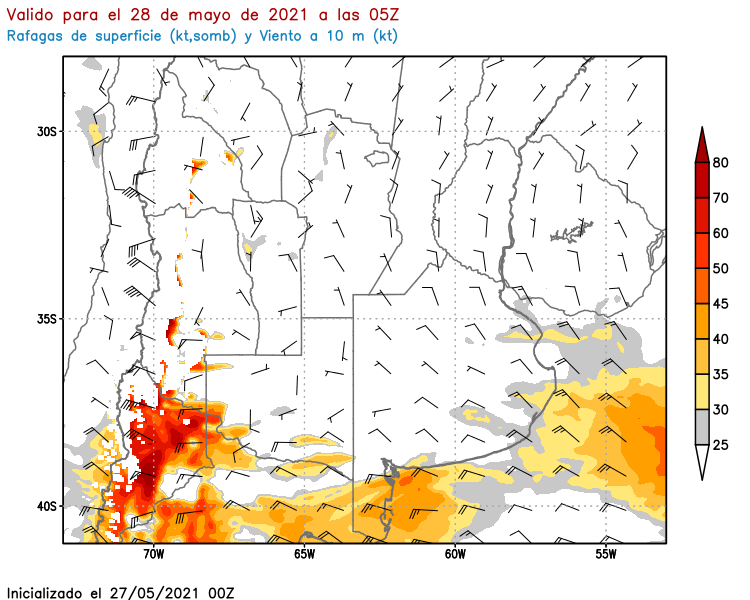 Valido para el 28 de mayo de 2021 a las 05Z
Rafagas de superficie (kt,somb) y Viento a 10 m (kt)
30S
35S
40S
70W
65W
60W
55W
80
70
60
50
45
40
35
30
25
Inicializado el 27/05/2021 00Z